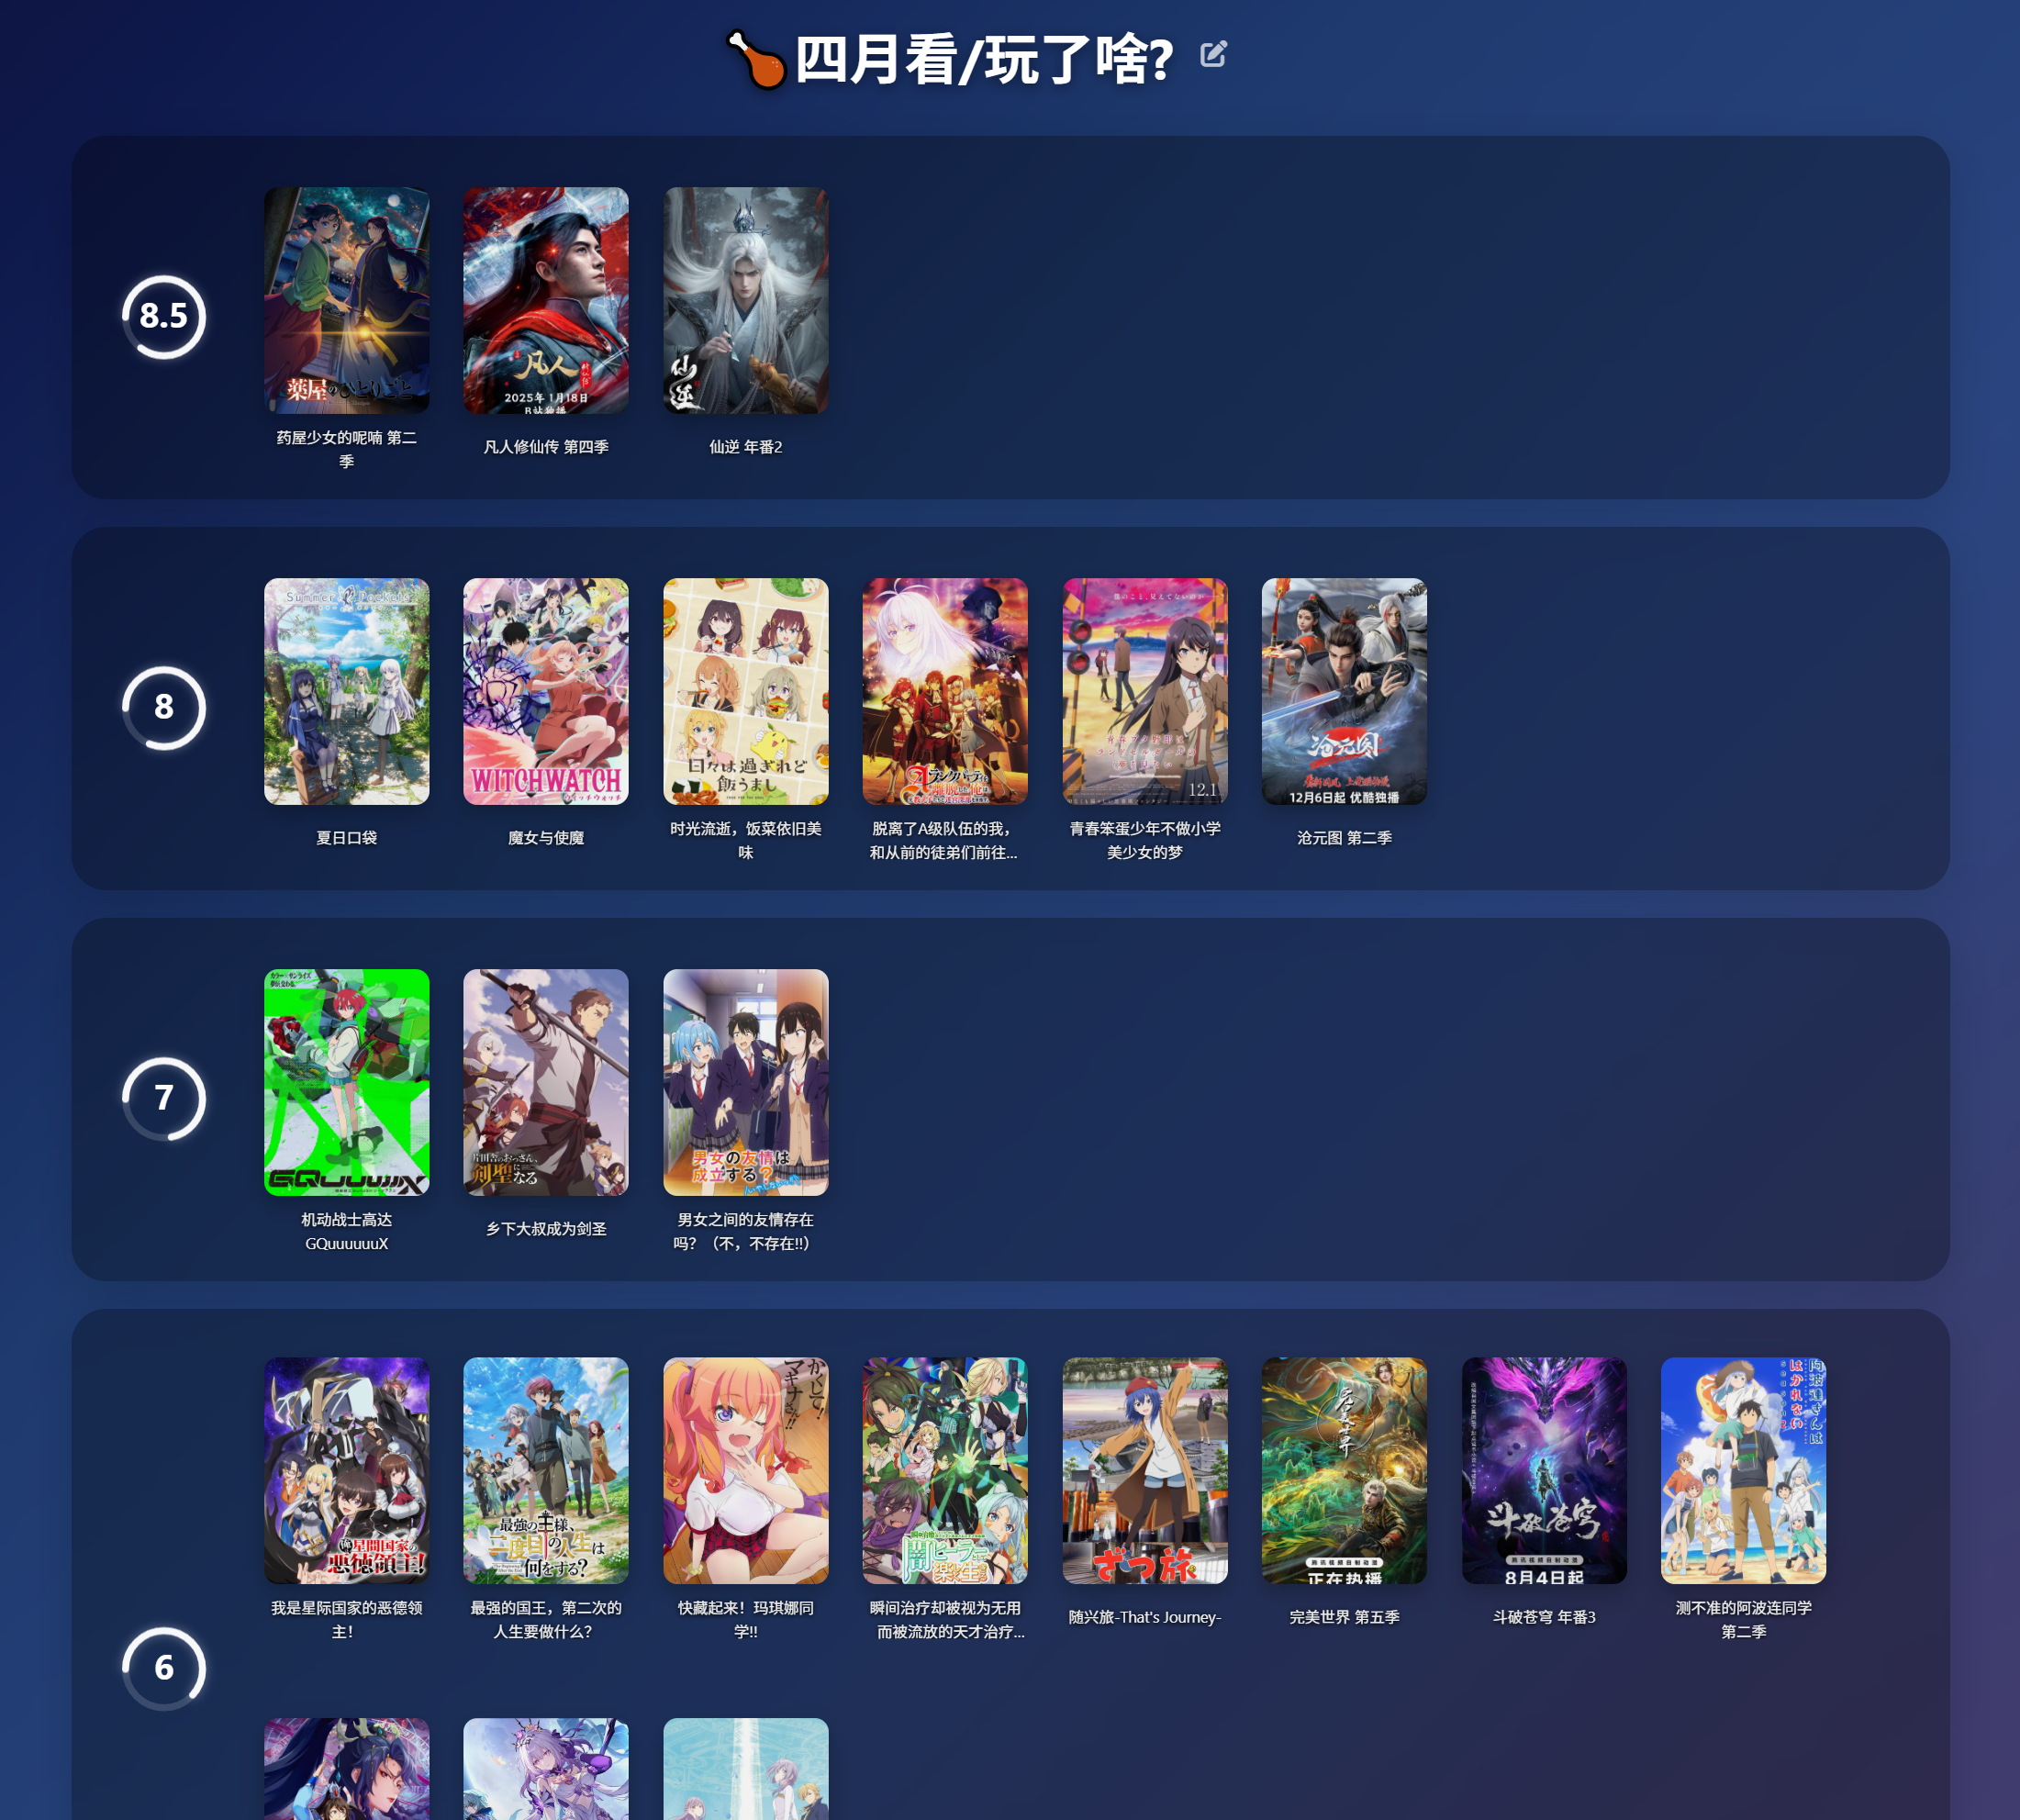 四月看/玩了啥?
8.5
薬屋のひとりごと
凡人
2025年 1月18日
B站独播
仙逆
药屋少女的呢喃 第二
季
凡人修仙传 第四季
仙逆 年番2
8
Summer Pockets
WITCHWATCH
ウィッチウォッチ
日々は過ぎれど
飯うまし
12.1
沧元图
12月6日起 优酷独播
夏日口袋
魔女与使魔
时光流逝，饭菜依旧美
味
脱离了A级队伍的我，
和从前的徒弟们前往...
青春笨蛋少年不做小学
美少女的梦
沧元图 第二季
7
GQuuuuuuX
片田舎のおっさん、
剣聖になる
男女の友情は
成立する?
机动战士高达
GQuuuuuuX
乡下大叔成为剑圣
男女之间的友情存在
吗？（不，不存在!!）
6
俺は星間国家の
悪徳領主!
最強の王様、
二度目の人生は
何をする?
かくして!
マキナさん!!
闇ヒーラー
ざつ旅
完美世界
正在热播
斗破苍穹
8月4日起
阿波連さんは
はかれない
我是星际国家的恶德领
主！
最强的国王，第二次的
人生要做什么？
快藏起来！玛琪娜同
学!!
瞬间治疗却被视为无用
而被流放的天才治疗...
随兴旅-That's Journey-
完美世界 第五季
斗破苍穹 年番3
测不准的阿波连同学
第二季